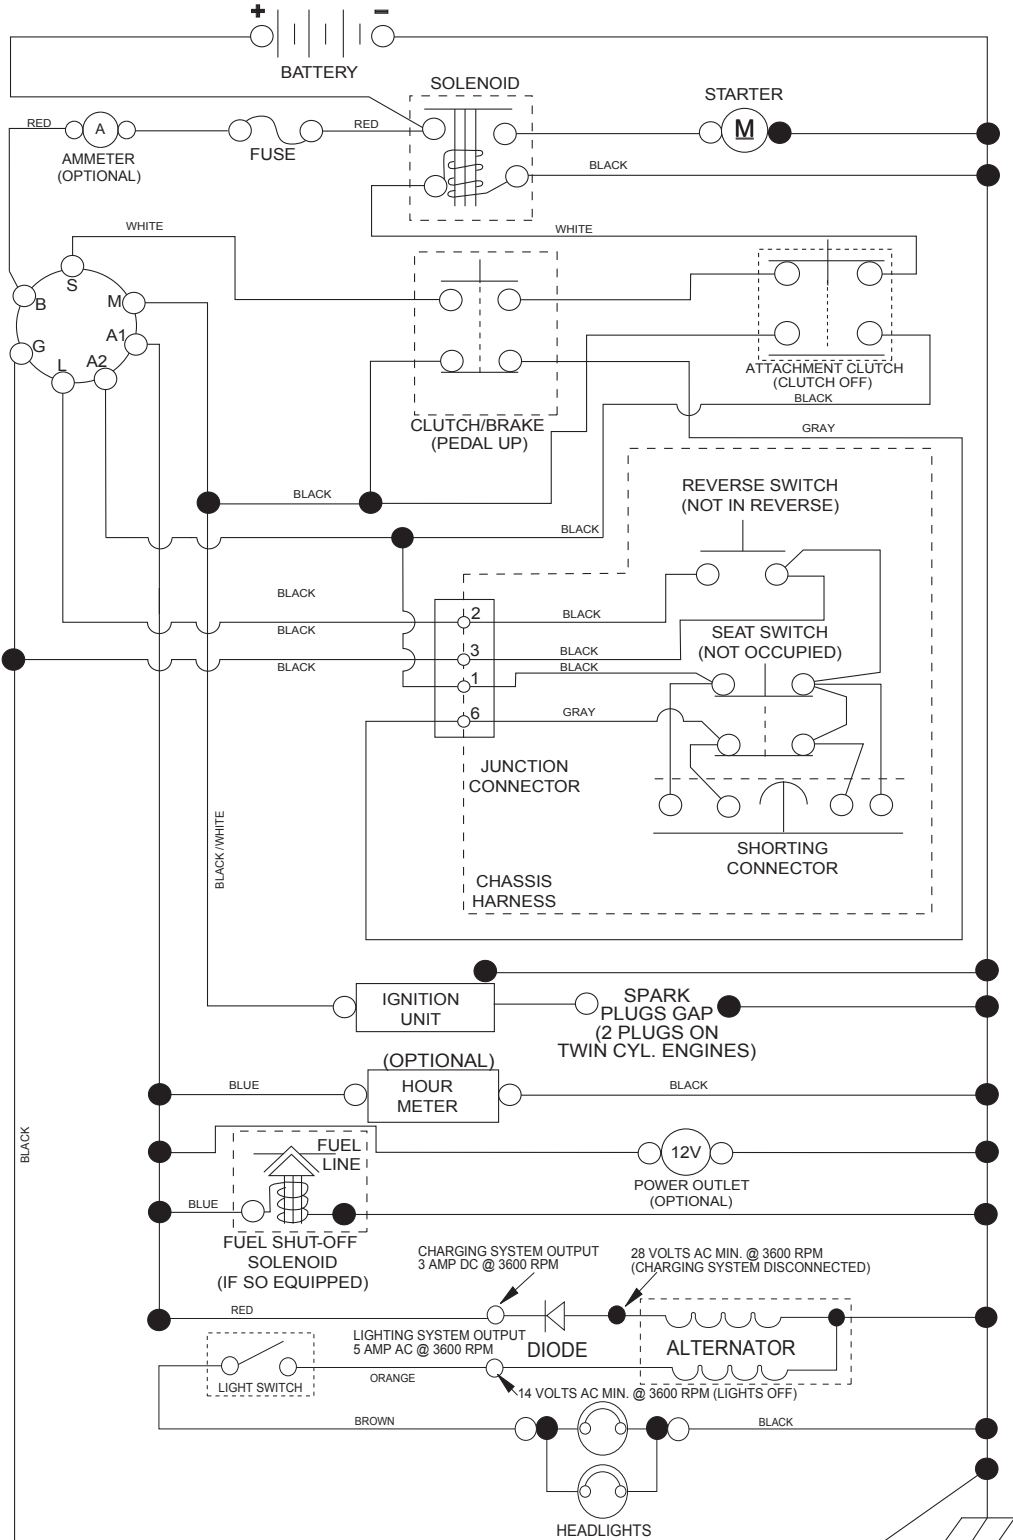 + −
BATTERY
SOLENOID
STARTER
RED
A
RED
M
FUSE
AMMETER
(OPTIONAL)
BLACK
WHITE
WHITE
S
B
M
A1
G
A2
L
ATTACHMENT CLUTCH
(CLUTCH OFF)
BLACK
CLUTCH/BRAKE
(PEDAL UP)
GRAY
REVERSE SWITCH
(NOT IN REVERSE)
BLACK
BLACK
BLACK
2
BLACK
BLACK
SEAT SWITCH
(NOT OCCUPIED)
3
BLACK
BLACK
BLACK
1
6
GRAY
JUNCTION
CONNECTOR
BLACK/WHITE
SHORTING
CONNECTOR
CHASSIS
HARNESS
IGNITION
UNIT
SPARK
PLUGS GAP
(2 PLUGS ON
TWIN CYL. ENGINES)
(OPTIONAL)
HOUR
METER
BLUE
BLACK
BLACK
FUEL
LINE
12V
POWER OUTLET
(OPTIONAL)
BLUE
FUEL SHUT-OFF
SOLENOID
(IF SO EQUIPPED)
CHARGING SYSTEM OUTPUT
3 AMP DC @ 3600 RPM
28 VOLTS AC MIN. @ 3600 RPM
(CHARGING SYSTEM DISCONNECTED)
RED
LIGHTING SYSTEM OUTPUT
5 AMP AC @ 3600 RPM
DIODE
ALTERNATOR
LIGHT SWITCH
ORANGE
14 VOLTS AC MIN. @ 3600 RPM (LIGHTS OFF)
BROWN
BLACK
HEADLIGHTS